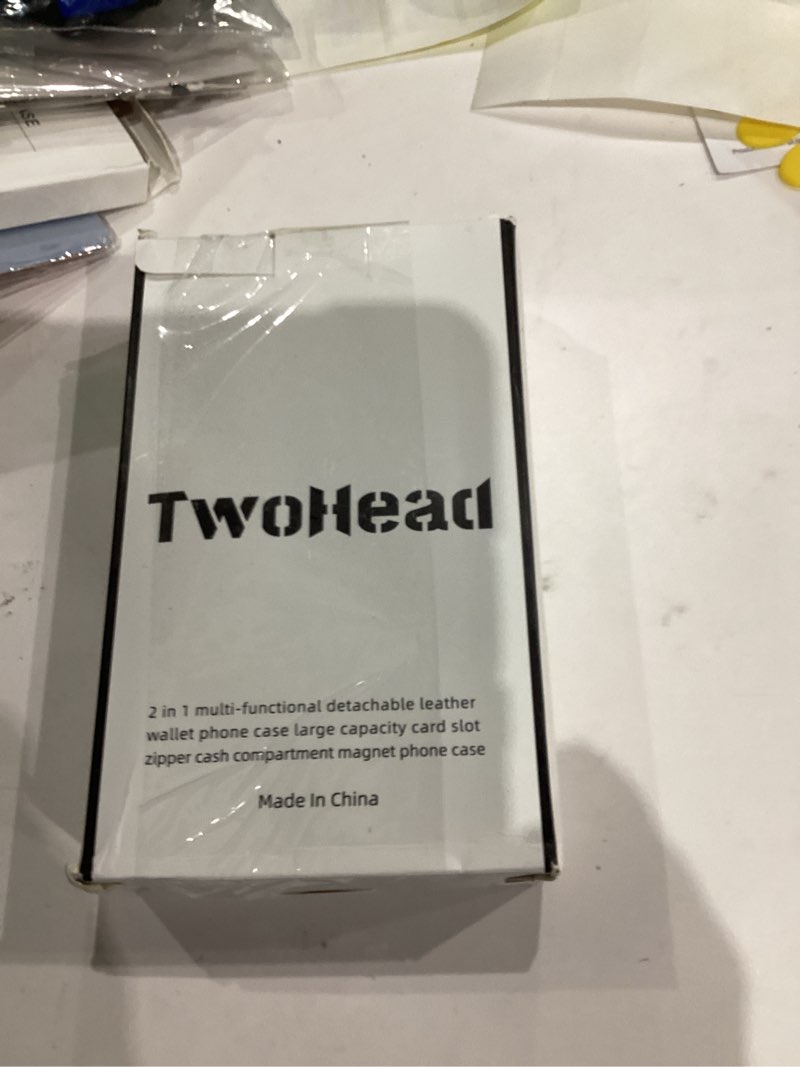 SE
TwoHead
2 in 1 multi-functional detachable leather
wallet phone case large capacity card slot
zipper cash compartment magnet phone case
Made In China